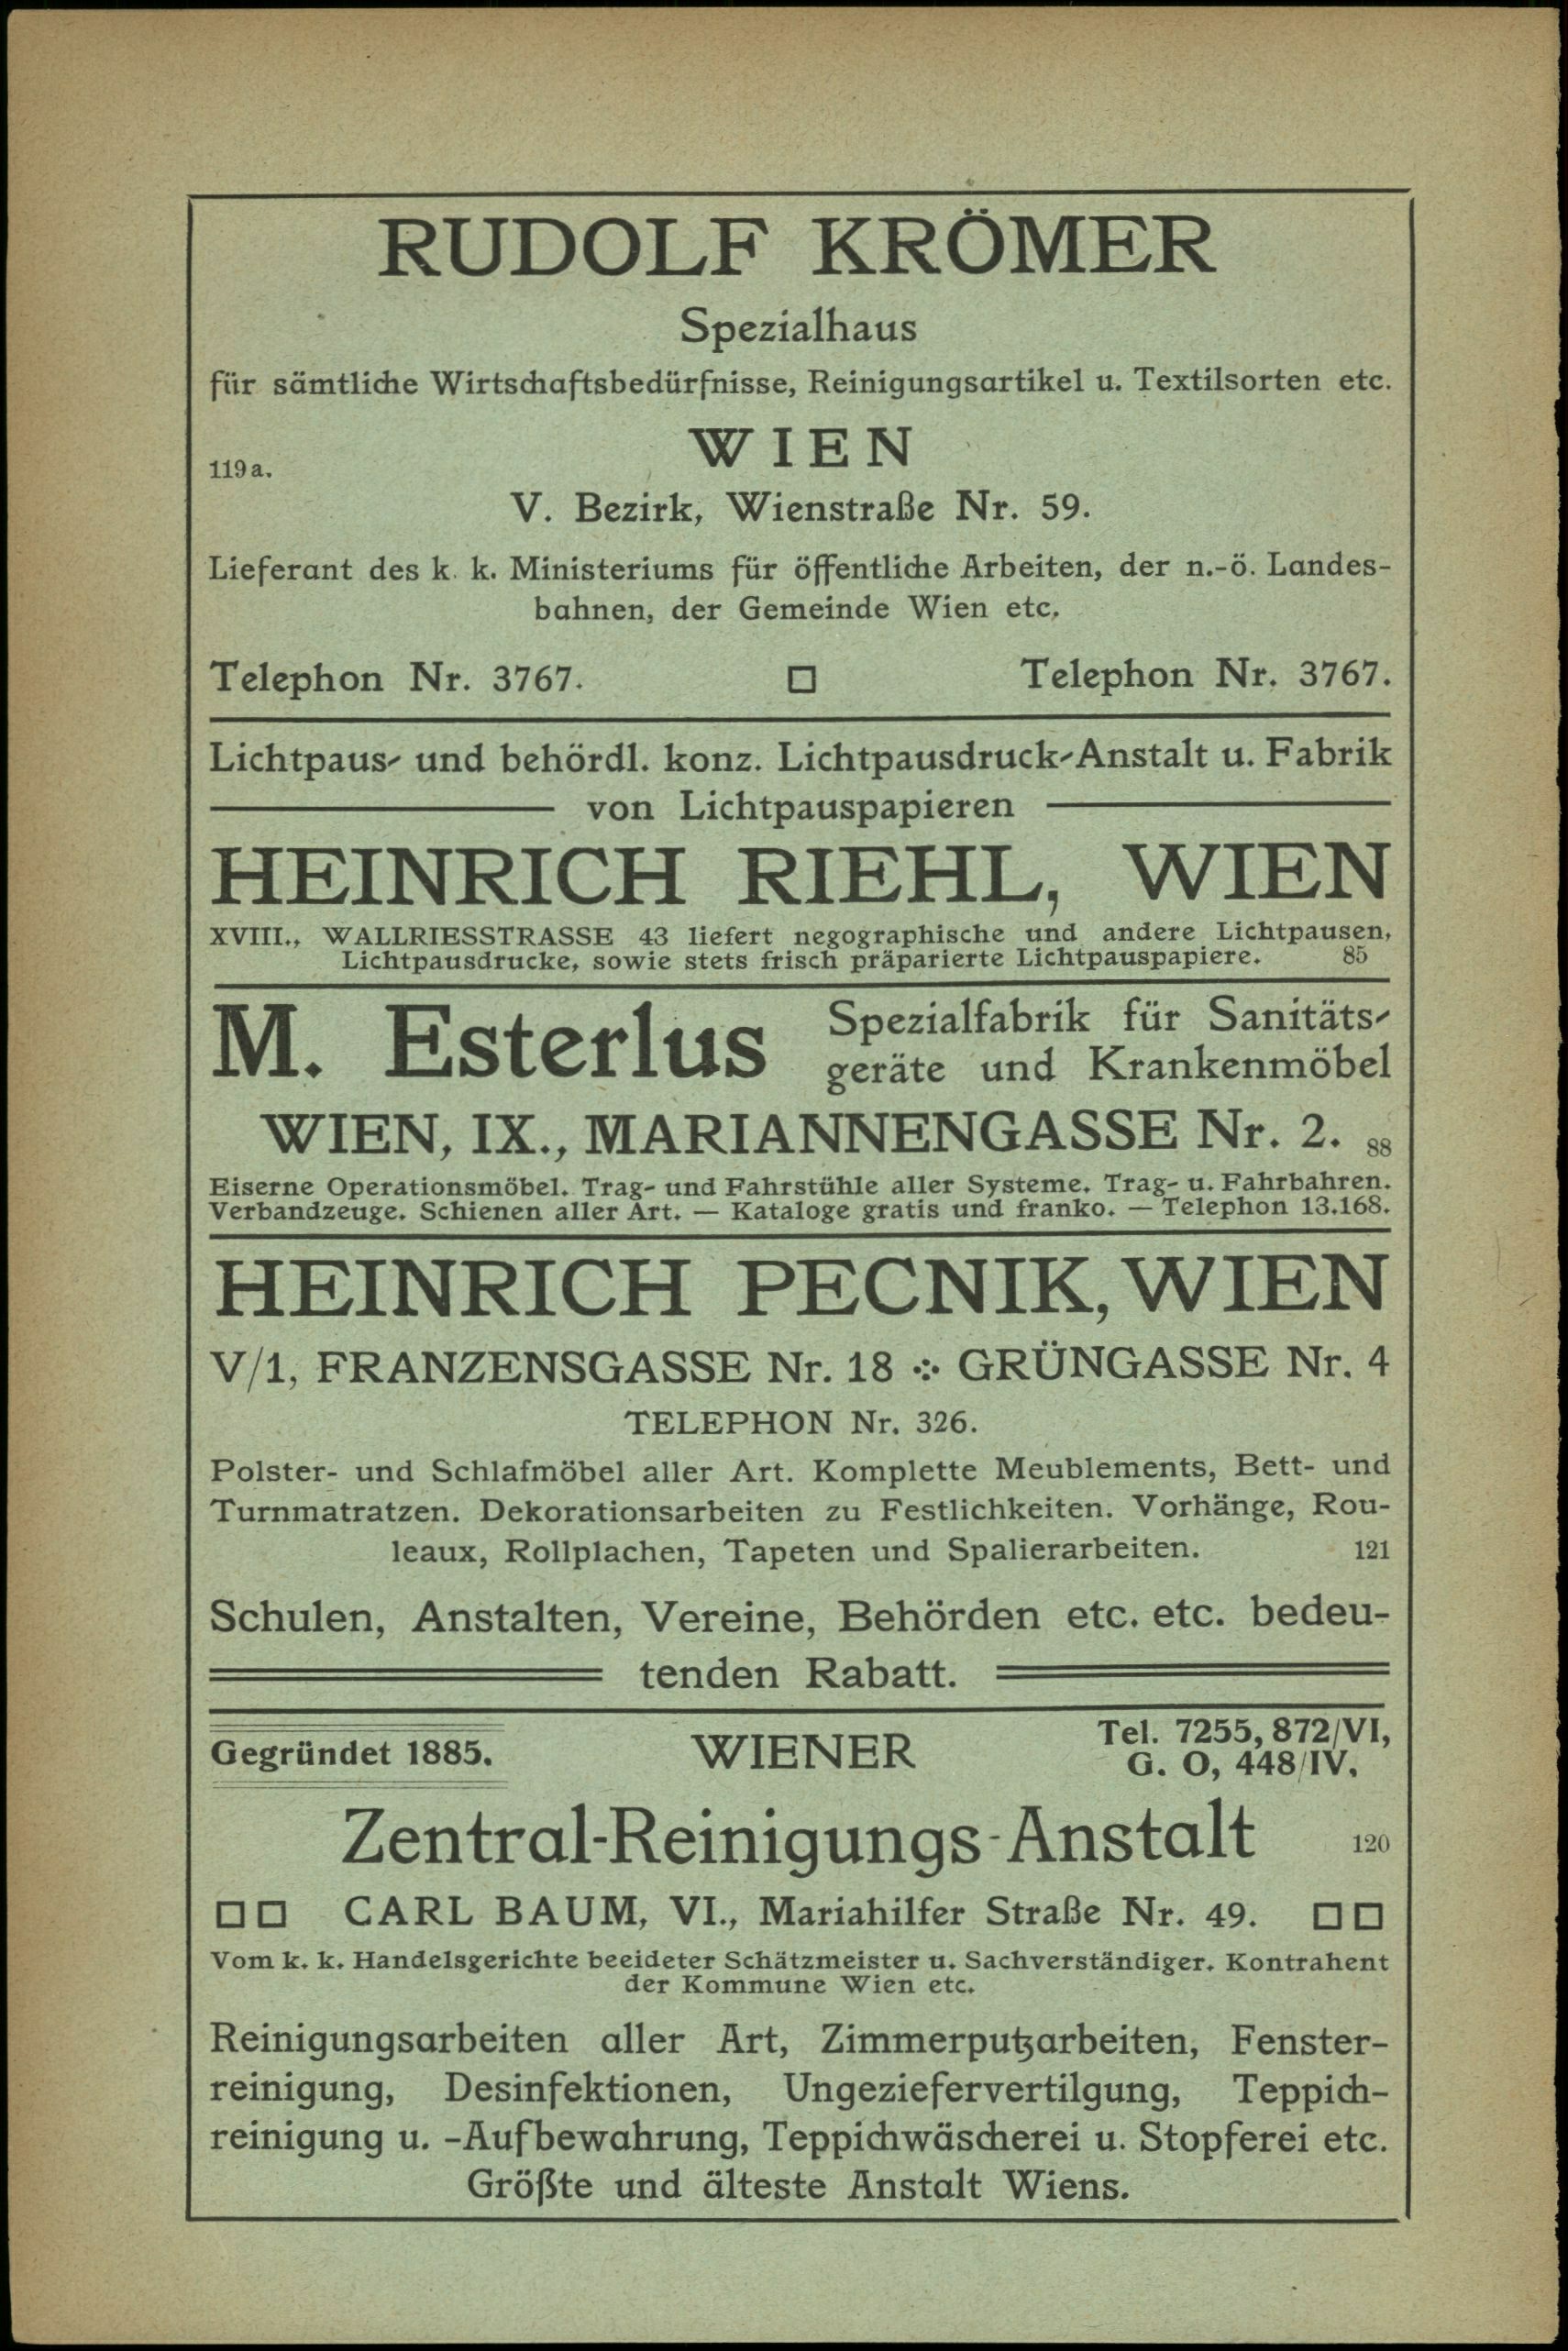 RUDOLF KRÖMER
Spezialhaus
für sämtliche Wirtschaftsbedürfnisse, Reinigungsartikel u. Textilsorten etc.
WIEN
119 a.
V. Bezirk, Wienstraße Nr. 59.
Lieferant des k. k. Ministeriums für öffentliche Arbeiten, der n.-ö. Landes-
bahnen, der Gemeinde Wien etc.
Telephon Nr. 3767. □ Telephon Nr. 3767.
Lichtpaus- und behördl. konz. Lichtpausdruck-Anstalt u. Fabrik
von Lichtpauspapieren
HEINRICH RIEHL, WIEN
XVIII., WALLRIESSTRASSE 43 liefert negographische und andere Lichtpausen,
Lichtpausdrucke, sowie stets frisch präparierte Lichtpauspapiere. 85
M. Esterlus
Spezialfabrik für Sanitäts-
geräte und Krankenmöbel
WIEN, IX., MARIANNENGASSE Nr. 2. 88
Eiserne Operationsmöbel. Trag- und Fahrstühle aller Systeme. Trag- u. Fahrbahren.
Verbandzeuge. Schienen aller Art. — Kataloge gratis und franko. — Telephon 13.168.
HEINRICH PECNIK, WIEN
V/1, FRANZENSGASSE Nr. 18 ·:· GRÜNGASSE Nr. 4
TELEPHON Nr. 326.
Polster- und Schlafmöbel aller Art. Komplette Meublements, Bett- und
Turnmatratzen. Dekorationsarbeiten zu Festlichkeiten. Vorhänge, Rou-
leaux, Rollplachen, Tapeten und Spalierarbeiten. 121
Schulen, Anstalten, Vereine, Behörden etc. etc. bedeu-
tenden Rabatt.
Gegründet 1885.
WIENER
Tel. 7255, 872/VI,
G. O, 448/IV.
Zentral-Reinigungs-Anstalt 120
□□ CARL BAUM, VI., Mariahilfer Straße Nr. 49. □□
Vom k. k. Handelsgerichte beeideter Schätzmeister u. Sachverständiger. Kontrahent
der Kommune Wien etc.
Reinigungsarbeiten aller Art, Zimmerputzarbeiten, Fenster-
reinigung, Desinfektionen, Ungeziefervertilgung, Teppich-
reinigung u. -Aufbewahrung, Teppichwäscherei u. Stopferei etc.
Größte und älteste Anstalt Wiens.